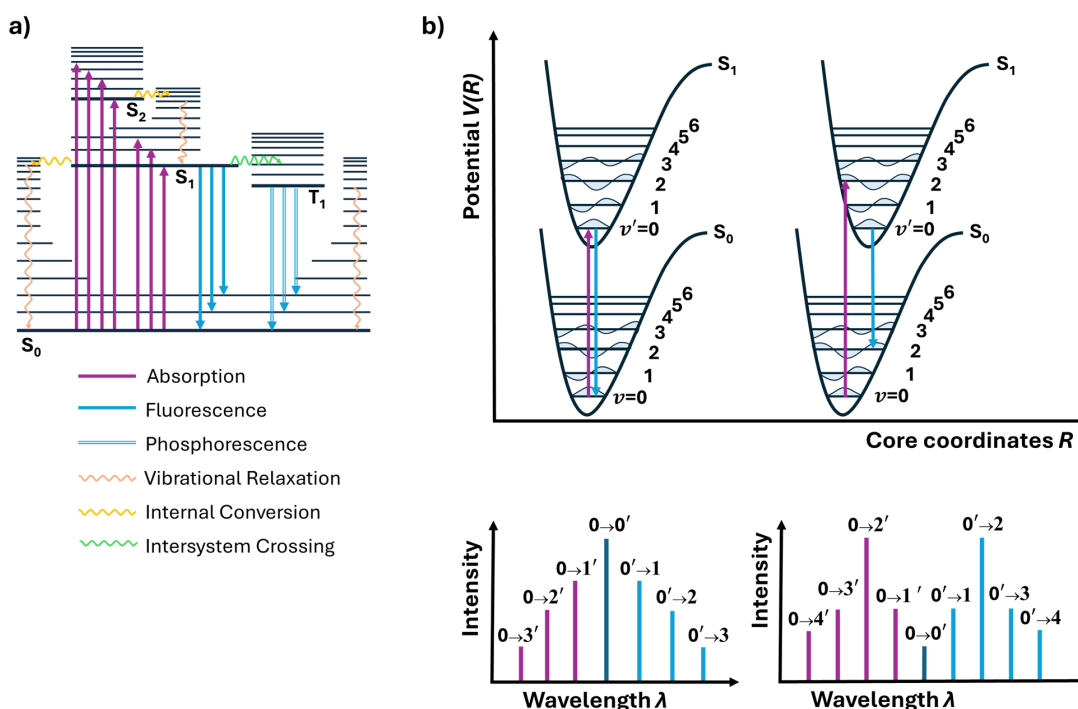 a)
S₂
S₁
T₁
S₀
Absorption
Fluorescence
Phosphorescence
Vibrational Relaxation
Internal Conversion
Intersystem Crossing
b)
Potential V(R)
S₁
6
5
4
3
2
1
v'=0
S₀
6
5
4
3
2
1
v=0
S₁
6
5
4
3
2
1
v'=0
S₀
6
5
4
3
2
1
v=0
Core coordinates R
Intensity
0→3'
0→2'
0→1'
0→0'
0'→1
0'→2
0'→3
Wavelength λ
Intensity
0→4'
0→3'
0→2'
0→1'
0→0'
0'→1
0'→2
0'→3
0'→4
Wavelength λ